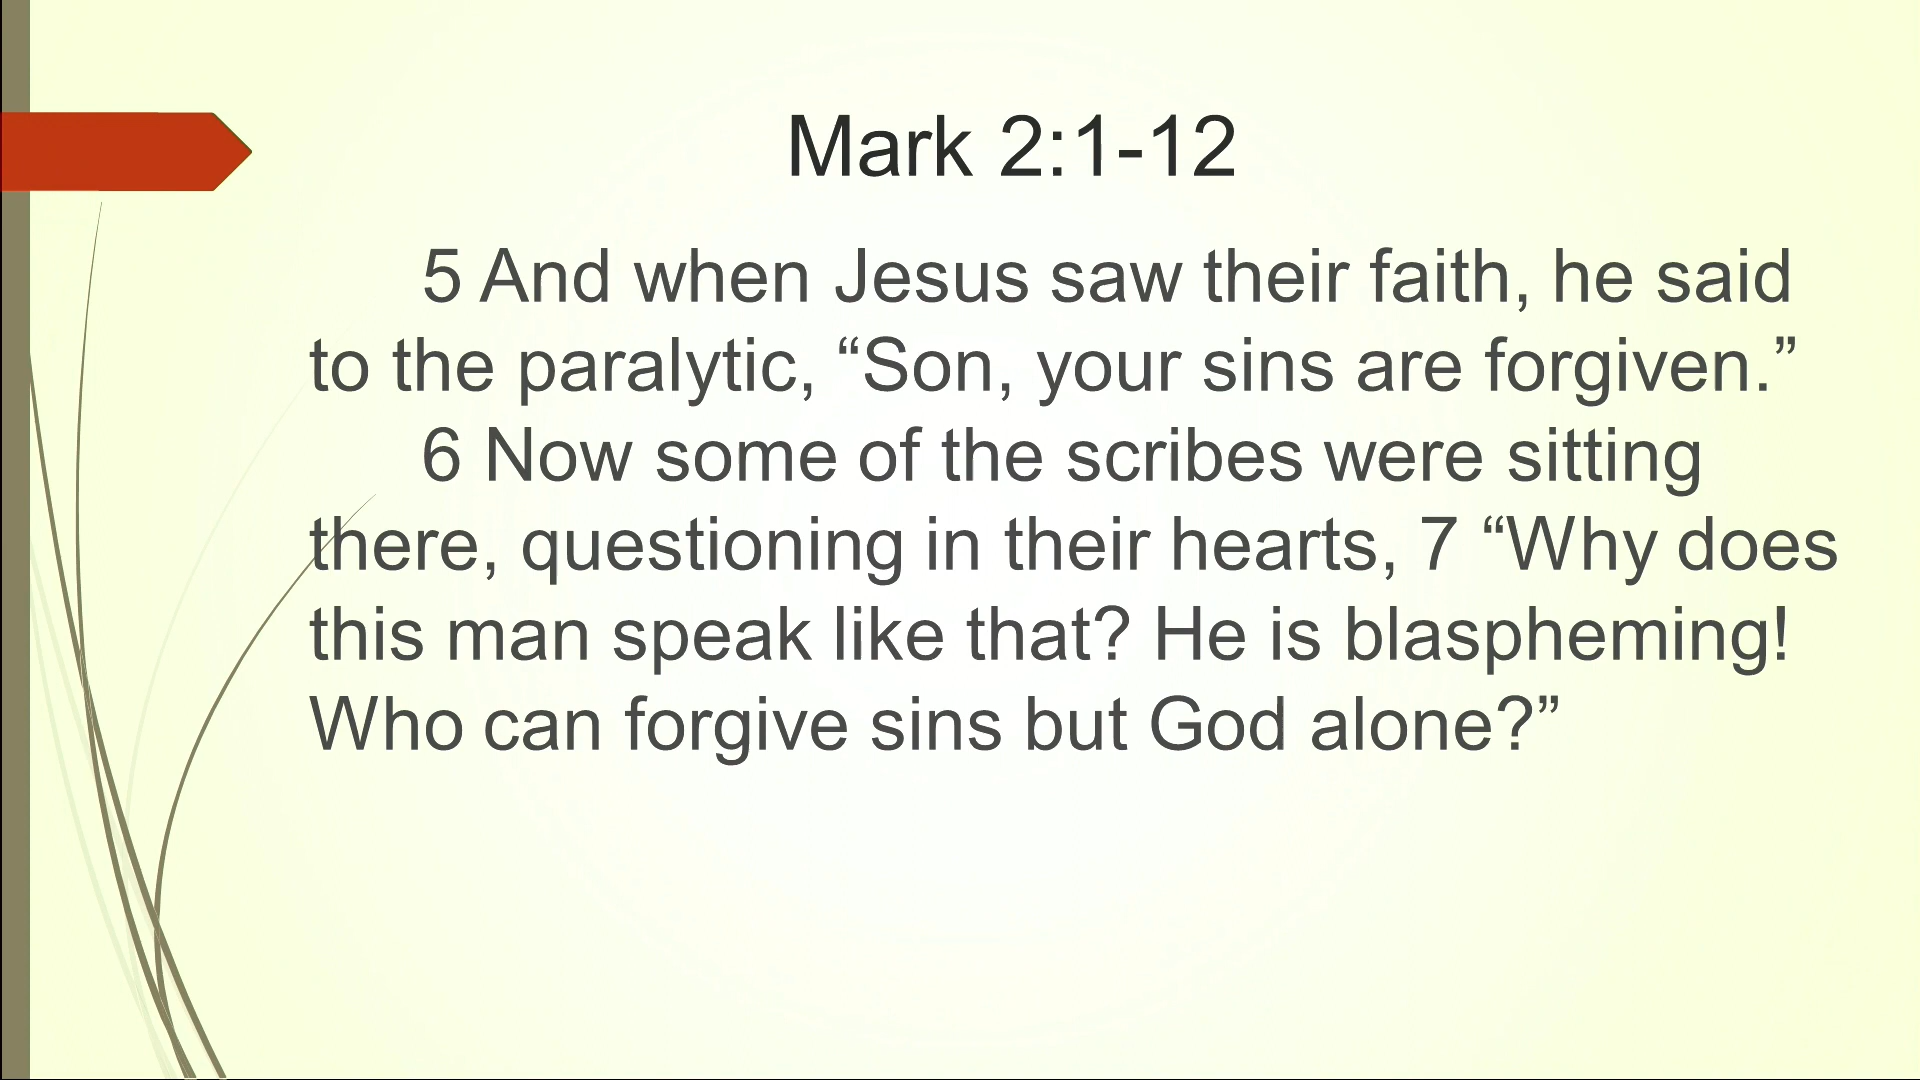 Mark 2:1-12
5 And when Jesus saw their faith, he said
to the paralytic, “Son, your sins are forgiven.”
6 Now some of the scribes were sitting
there, questioning in their hearts, 7 “Why does
this man speak like that? He is blaspheming!
Who can forgive sins but God alone?”